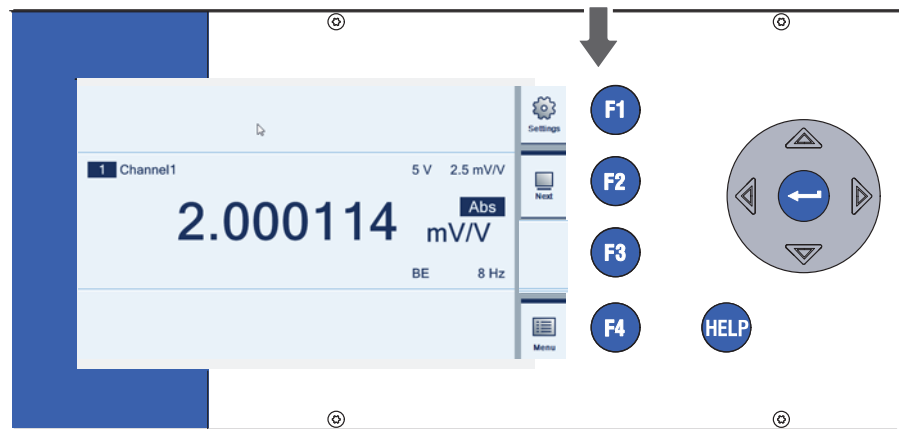 Settings
F1
1 Channel1 5 V 2.5 mV/V
Next
F2
2.000114 Abs
mV/V
F3
BE 8 Hz
Menu
F4
HELP